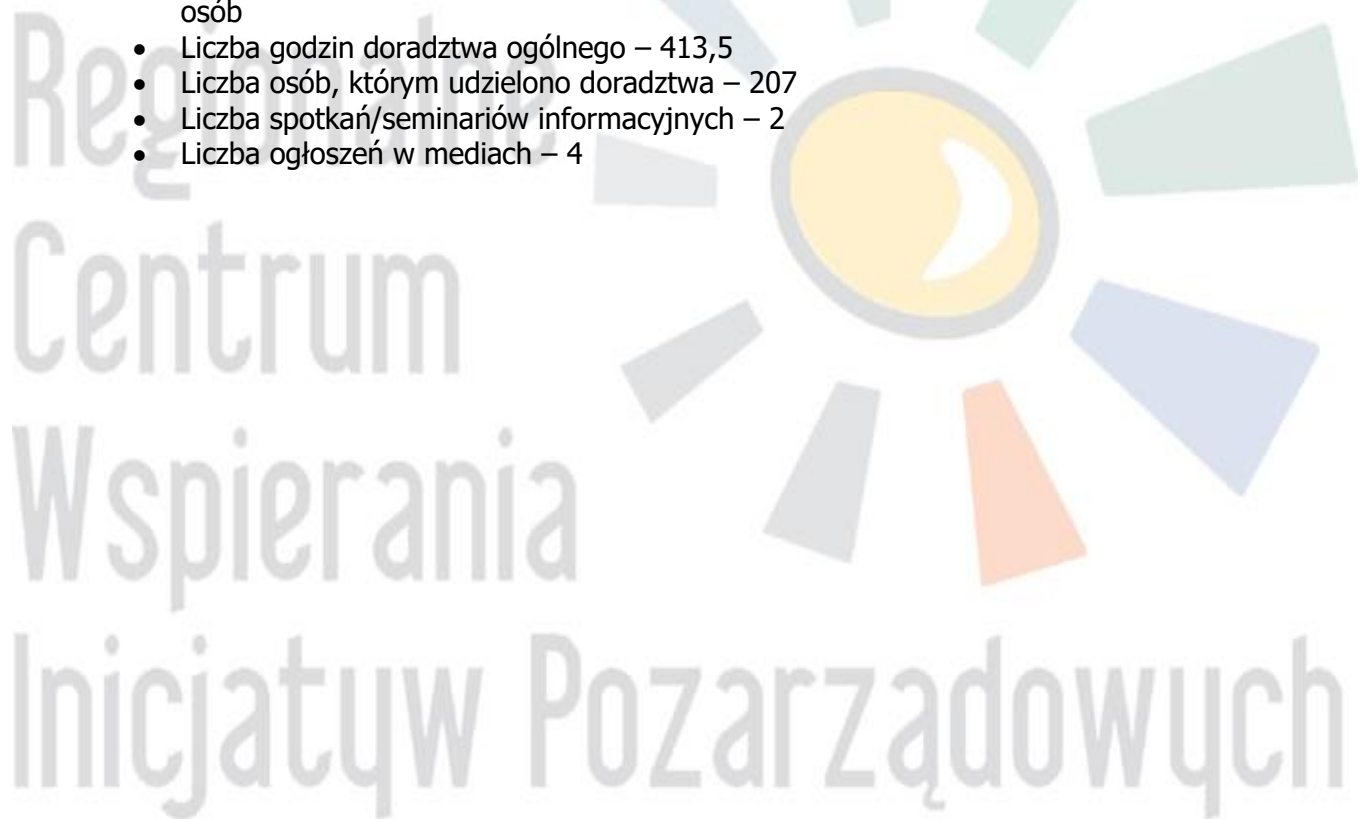 osób
• Liczba godzin doradztwa ogólnego – 413,5
• Liczba osób, którym udzielono doradztwa – 207
• Liczba spotkań/seminariów informacyjnych – 2
• Liczba ogłoszeń w mediach – 4
Regionalne
Centrum
Wspierania
Inicjatyw Pozarządowych